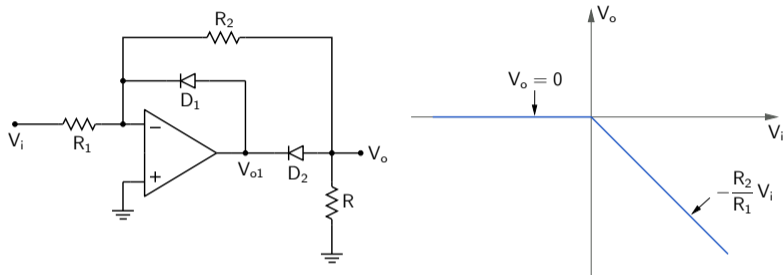 R₂
D₁
Vᵢ
R₁
−
+
Vₒ₁
D₂
Vₒ
R
Vₒ
Vₒ = 0
Vᵢ
−R₂/R₁ Vᵢ